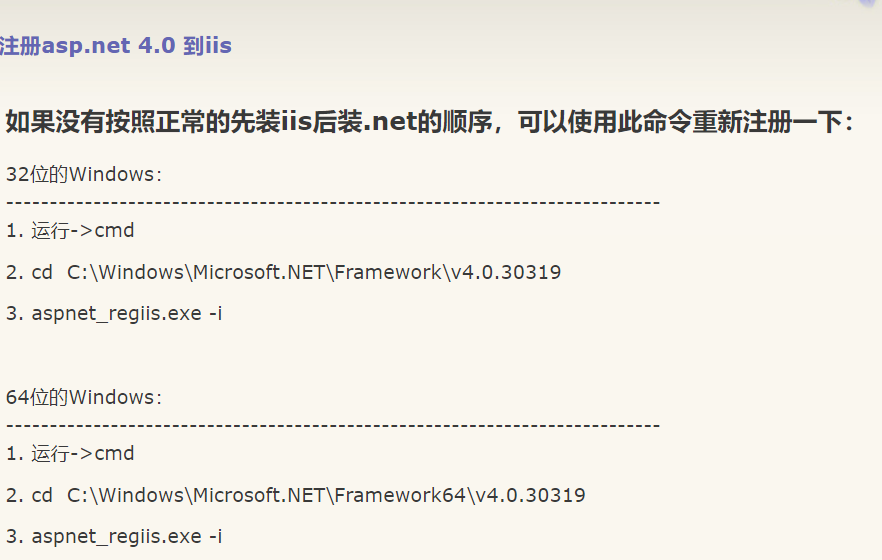 注册asp.net 4.0 到iis
如果没有按照正常的先装iis后装.net的顺序，可以使用此命令重新注册一下：
32位的Windows：
---------------------------------------------------------------------------
1. 运行->cmd
2. cd  C:\Windows\Microsoft.NET\Framework\v4.0.30319
3. aspnet_regiis.exe -i
64位的Windows：
---------------------------------------------------------------------------
1. 运行->cmd
2. cd  C:\Windows\Microsoft.NET\Framework64\v4.0.30319
3. aspnet_regiis.exe -i